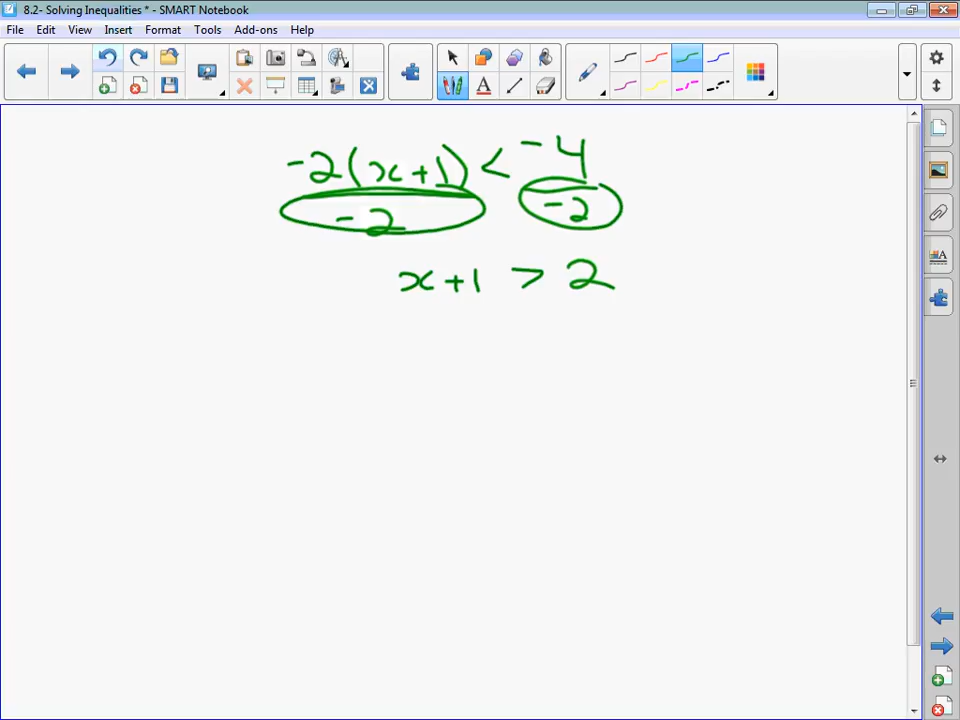 8.2- Solving Inequalities * - SMART Notebook
File Edit View Insert Format Tools Add-ons Help
-2(x+1) < -4
-2 -2
x+1 > 2